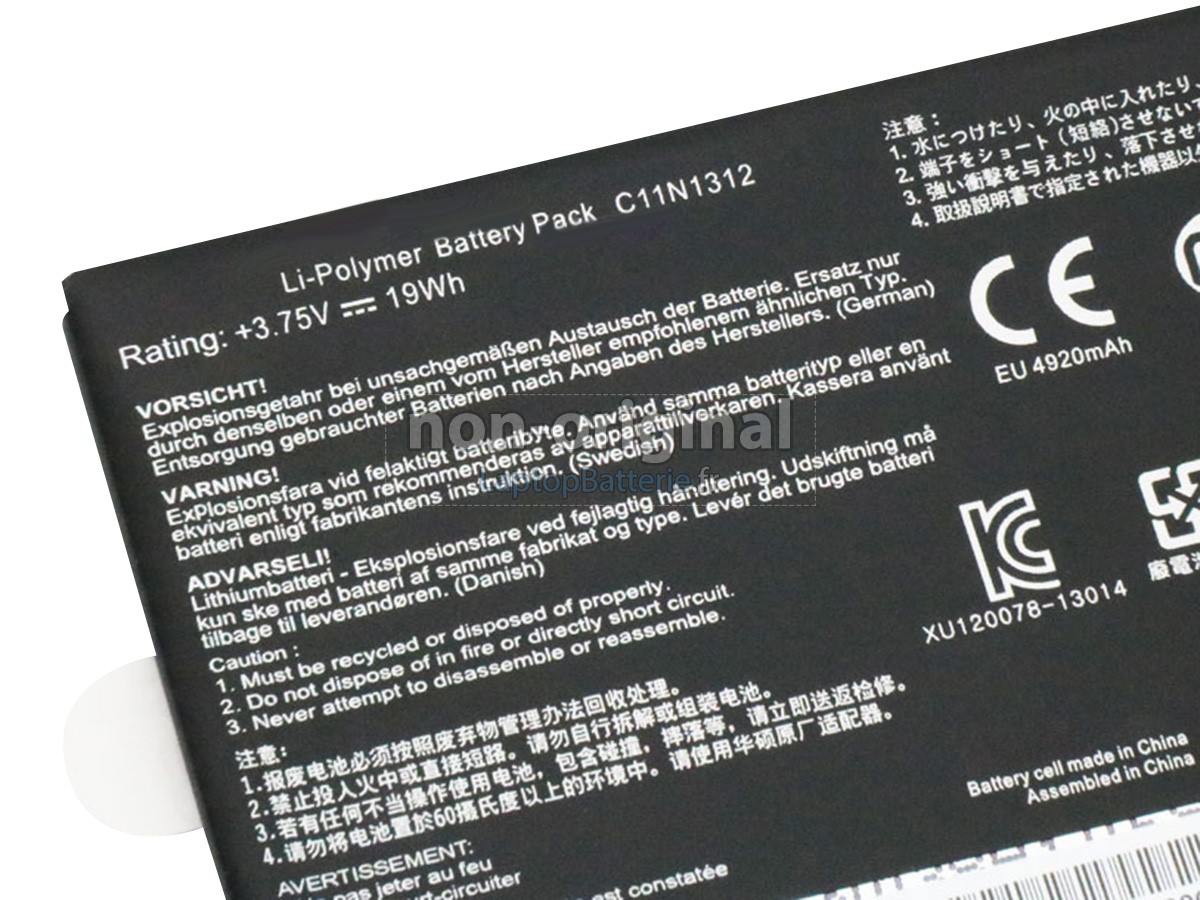 Li-Polymer Battery Pack C11N1312
Rating: +3.75V 19Wh
VORSICHT!
Explosionsgetahr bei unsachgemäßen Austausch der Batterie. Ersatz nur
durch denselben oder einem vom Hersteller empfohlenem ähnlichen Typ.
Entsorgung gebrauchter Batterien nach Angaben des Herstellers. (German)
VARNING!
Explosionsfara vid felaktigt batteribyte. Använd samma batterityp eller en
ekvivalent typ som rekommenderas av apparattillverkaren. Kassera använt
batteri enligt fabrikantens instruktion. (Swedish)
ADVARSELI!
Lithiumbatteri - Eksplosionsfare ved fejlagtig håndtering. Udskiftning må
kun ske med batteri af samme fabrikat og type. Levér det brugte batteri
tilbage til leverandøren. (Danish)
Caution :
1. Must be recycled or disposed of properly.
2. Do not dispose of in fire or directly short circuit.
3. Never attempt to disassemble or reassemble.
注意:
1.报废电池必须按照废弃物管理办法回收处理。
2.禁止投入火中或直接短路。请勿自行拆解或组装电池。
3.若有任何不当操作使用电池，包含碰撞，摔落等，请立即送返检修。
4.请勿将电池置於60摄氏度以上的环境中。请使用华硕原厂适配器。
AVERTISSEMENT:
Ne pas jeter au feu
court-circuiter
est constatée
注意：
1. 水につけたり、火の中に入れたり、
2. 端子をショート（短絡)させないで
3. 強い衝撃を与えたり、落下させ
4. 取扱説明書で指定された機器以外
CE
EU 4920mAh
XU120078-13014
廢電池
Battery cell made in China
Assembled in China
non-original
LaptopBatterie.fr